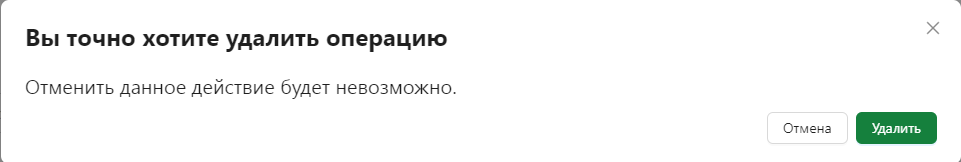 Вы точно хотите удалить операцию
Отменить данное действие будет невозможно.
Отмена
Удалить